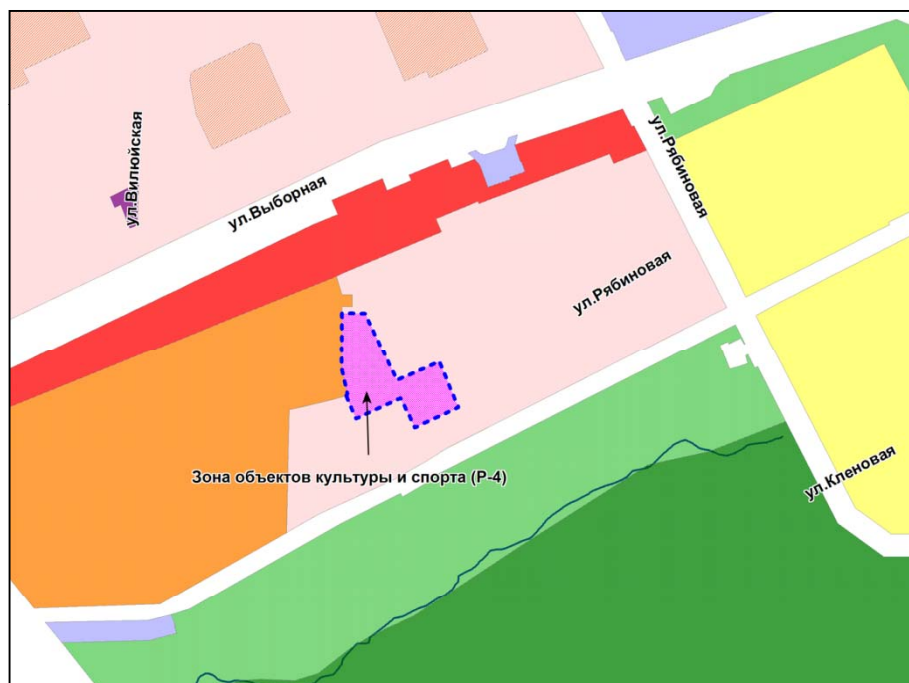 ул.Вилюйская
ул.Выборная
ул.Рябиновая
ул.Рябиновая
Зона объектов культуры и спорта (Р-4)
ул.Кленовая